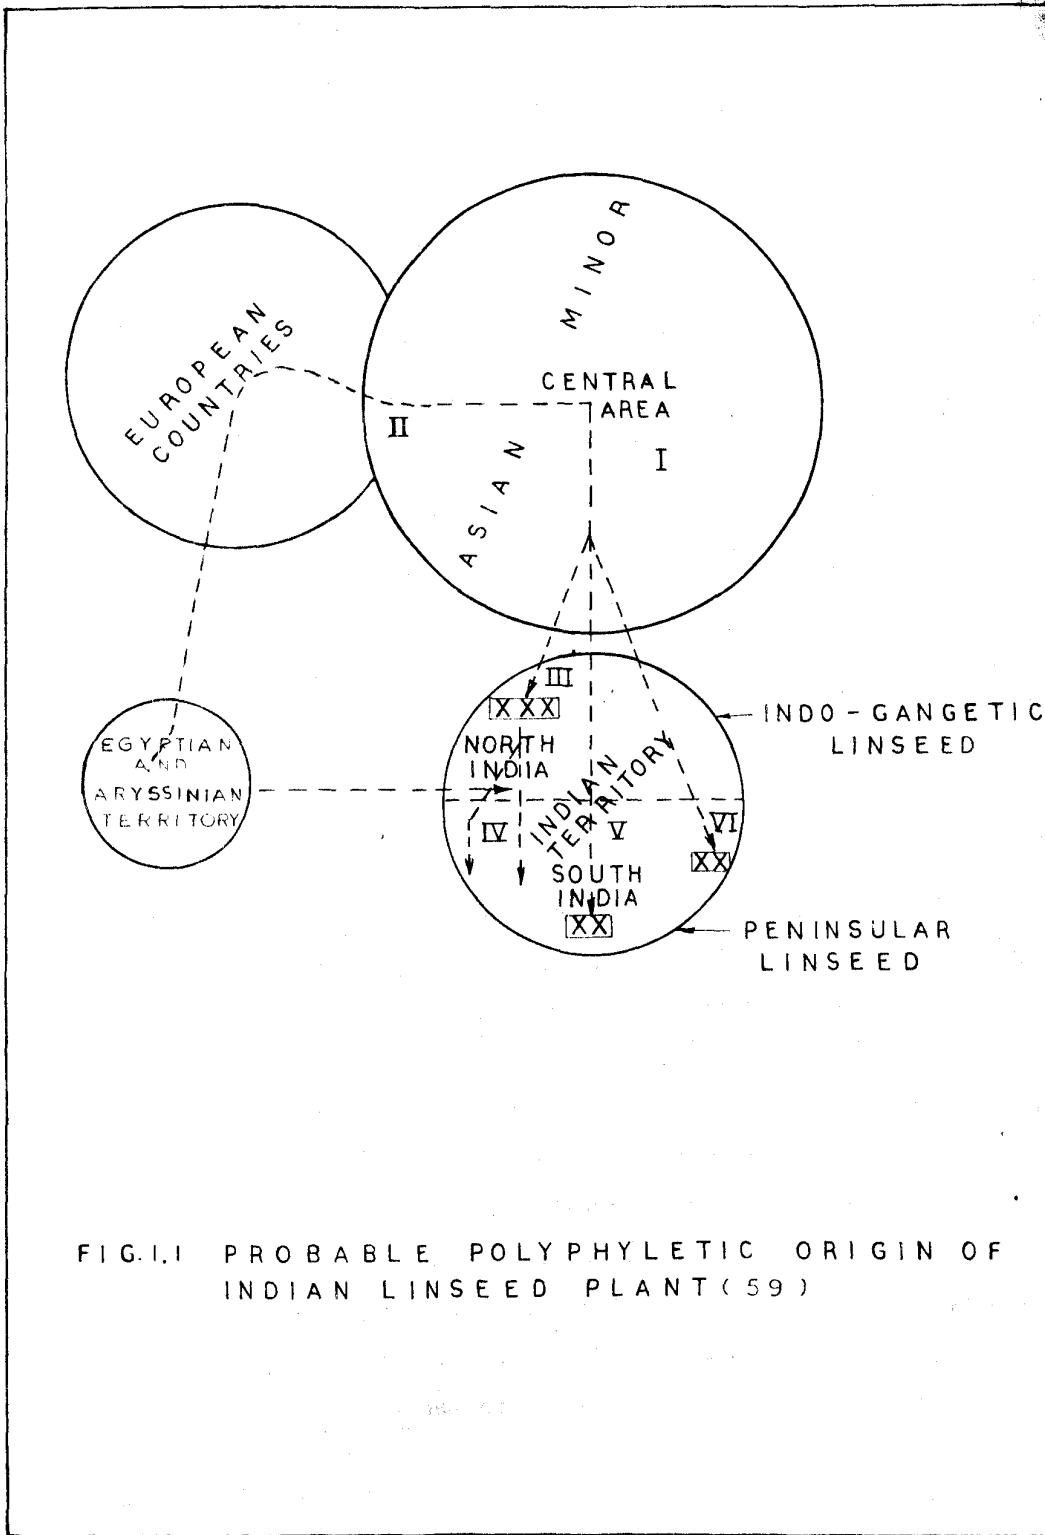 MINOR
EUROPEAN
COUNTRIES
CENTRAL
AREA
II
I
ASIAN
III
XXX
INDO-GANGETIC
LINSEED
NORTH
INDIIA
EGYPTIAN
AND
ARYSSINIAN
TERRITORY
INDIAN
TERRITORY
IV
V
VI
XX
SOUTH
INDIA
XX
PENINSULAR
LINSEED
FIG.1.1 PROBABLE POLYPHYLETIC ORIGIN OF
INDIAN LINSEED PLANT(59)